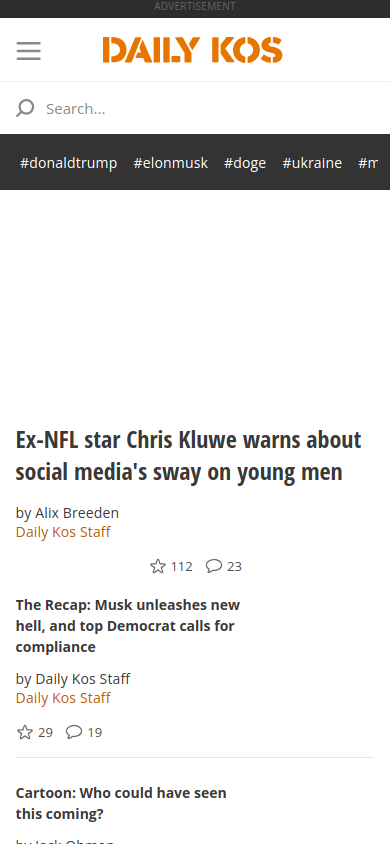 ADVERTISEMENT
DAILY KOS
Search...
#donaldtrump #elonmusk #doge #ukraine #m
Ex-NFL star Chris Kluwe warns about
social media's sway on young men
by Alix Breeden
Daily Kos Staff
112 23
The Recap: Musk unleashes new
hell, and top Democrat calls for
compliance
by Daily Kos Staff
Daily Kos Staff
29 19
Cartoon: Who could have seen
this coming?
by Jack Ohman